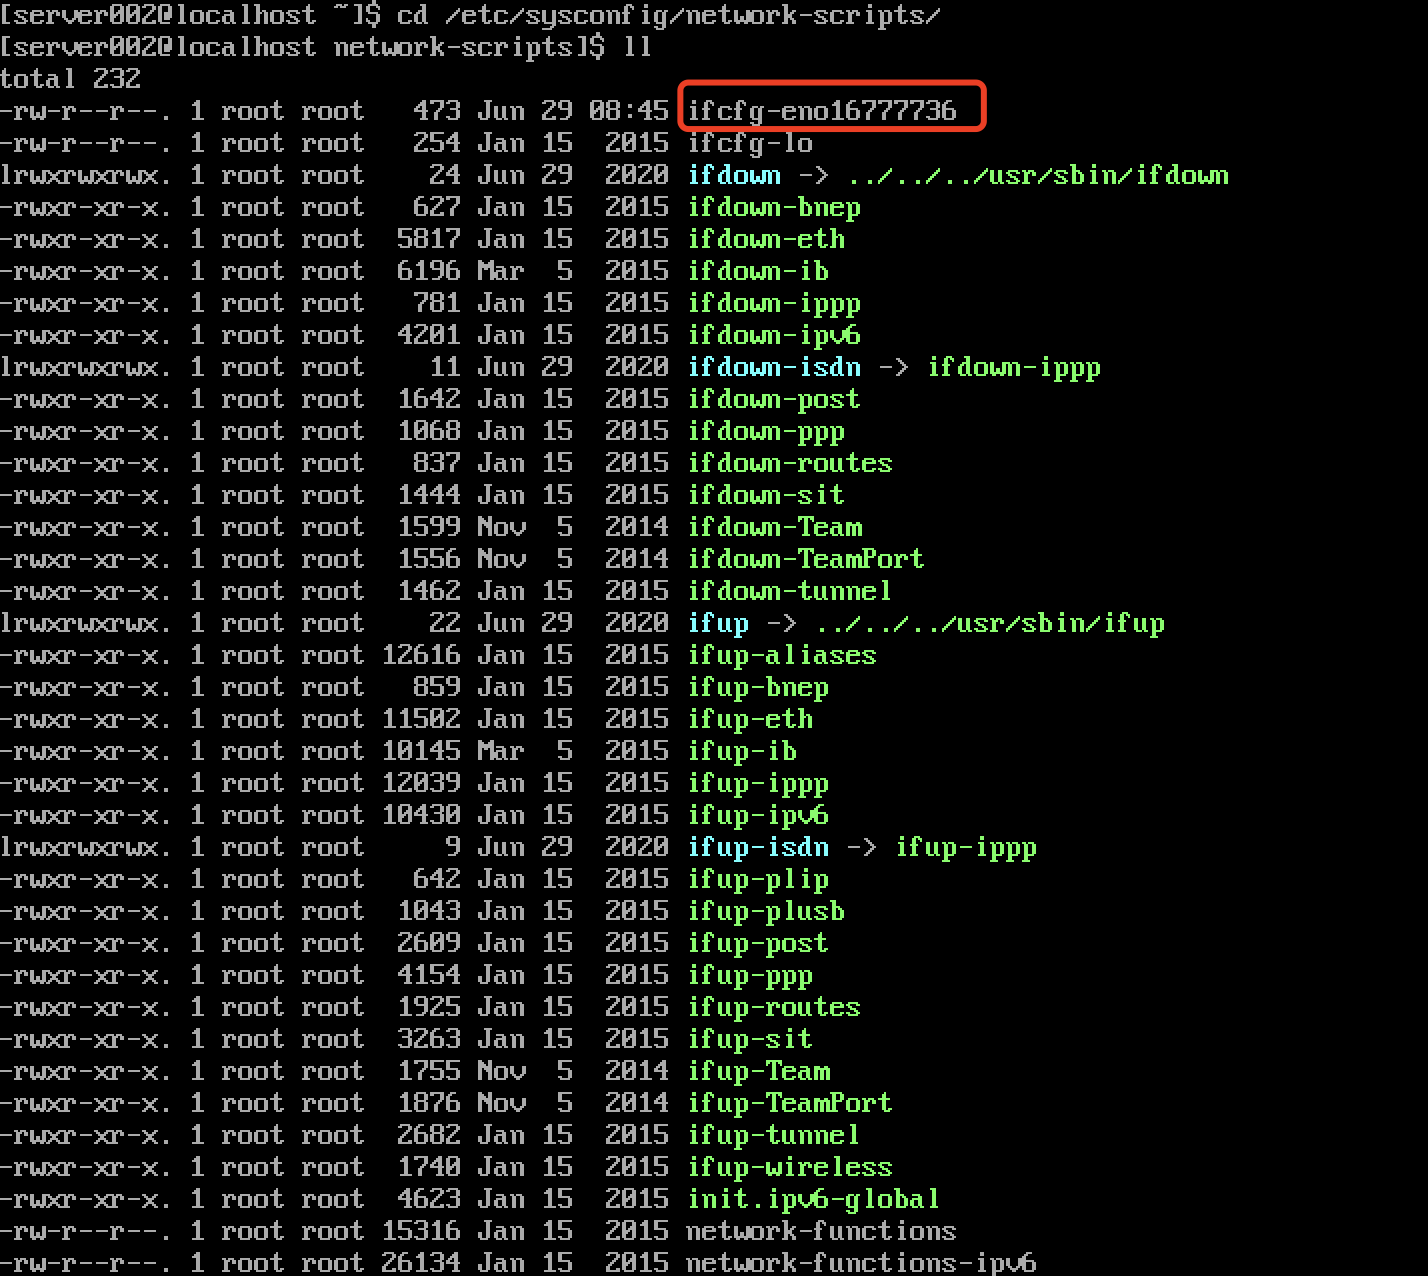 [server002@localhost ~]$ cd /etc/sysconfig/network-scripts/
[server002@localhost network-scripts]$ ll
total 232
-rw-r--r--. 1 root root   473 Jun 29 08:45 ifcfg-eno16777736
-rw-r--r--. 1 root root   254 Jan 15  2015 ifcfg-lo
lrwxrwxrwx. 1 root root    24 Jun 29  2020 ifdown -> ../../../usr/sbin/ifdown
-rwxr-xr-x. 1 root root   627 Jan 15  2015 ifdown-bnep
-rwxr-xr-x. 1 root root  5817 Jan 15  2015 ifdown-eth
-rwxr-xr-x. 1 root root  6196 Mar  5  2015 ifdown-ib
-rwxr-xr-x. 1 root root   781 Jan 15  2015 ifdown-ippp
-rwxr-xr-x. 1 root root  4201 Jan 15  2015 ifdown-ipv6
lrwxrwxrwx. 1 root root    11 Jun 29  2020 ifdown-isdn -> ifdown-ippp
-rwxr-xr-x. 1 root root  1642 Jan 15  2015 ifdown-post
-rwxr-xr-x. 1 root root  1068 Jan 15  2015 ifdown-ppp
-rwxr-xr-x. 1 root root   837 Jan 15  2015 ifdown-routes
-rwxr-xr-x. 1 root root  1444 Jan 15  2015 ifdown-sit
-rwxr-xr-x. 1 root root  1599 Nov  5  2014 ifdown-Team
-rwxr-xr-x. 1 root root  1556 Nov  5  2014 ifdown-TeamPort
-rwxr-xr-x. 1 root root  1462 Jan 15  2015 ifdown-tunnel
lrwxrwxrwx. 1 root root    22 Jun 29  2020 ifup -> ../../../usr/sbin/ifup
-rwxr-xr-x. 1 root root 12616 Jan 15  2015 ifup-aliases
-rwxr-xr-x. 1 root root   859 Jan 15  2015 ifup-bnep
-rwxr-xr-x. 1 root root 11502 Jan 15  2015 ifup-eth
-rwxr-xr-x. 1 root root 10145 Mar  5  2015 ifup-ib
-rwxr-xr-x. 1 root root 12039 Jan 15  2015 ifup-ippp
-rwxr-xr-x. 1 root root 10430 Jan 15  2015 ifup-ipv6
lrwxrwxrwx. 1 root root     9 Jun 29  2020 ifup-isdn -> ifup-ippp
-rwxr-xr-x. 1 root root   642 Jan 15  2015 ifup-plip
-rwxr-xr-x. 1 root root  1043 Jan 15  2015 ifup-plusb
-rwxr-xr-x. 1 root root  2609 Jan 15  2015 ifup-post
-rwxr-xr-x. 1 root root  4154 Jan 15  2015 ifup-ppp
-rwxr-xr-x. 1 root root  1925 Jan 15  2015 ifup-routes
-rwxr-xr-x. 1 root root  3263 Jan 15  2015 ifup-sit
-rwxr-xr-x. 1 root root  1755 Nov  5  2014 ifup-Team
-rwxr-xr-x. 1 root root  1876 Nov  5  2014 ifup-TeamPort
-rwxr-xr-x. 1 root root  2682 Jan 15  2015 ifup-tunnel
-rwxr-xr-x. 1 root root  1740 Jan 15  2015 ifup-wireless
-rwxr-xr-x. 1 root root  4623 Jan 15  2015 init.ipv6-global
-rw-r--r--. 1 root root 15316 Jan 15  2015 network-functions
-rw-r--r--. 1 root root 26134 Jan 15  2015 network-functions-ipv6